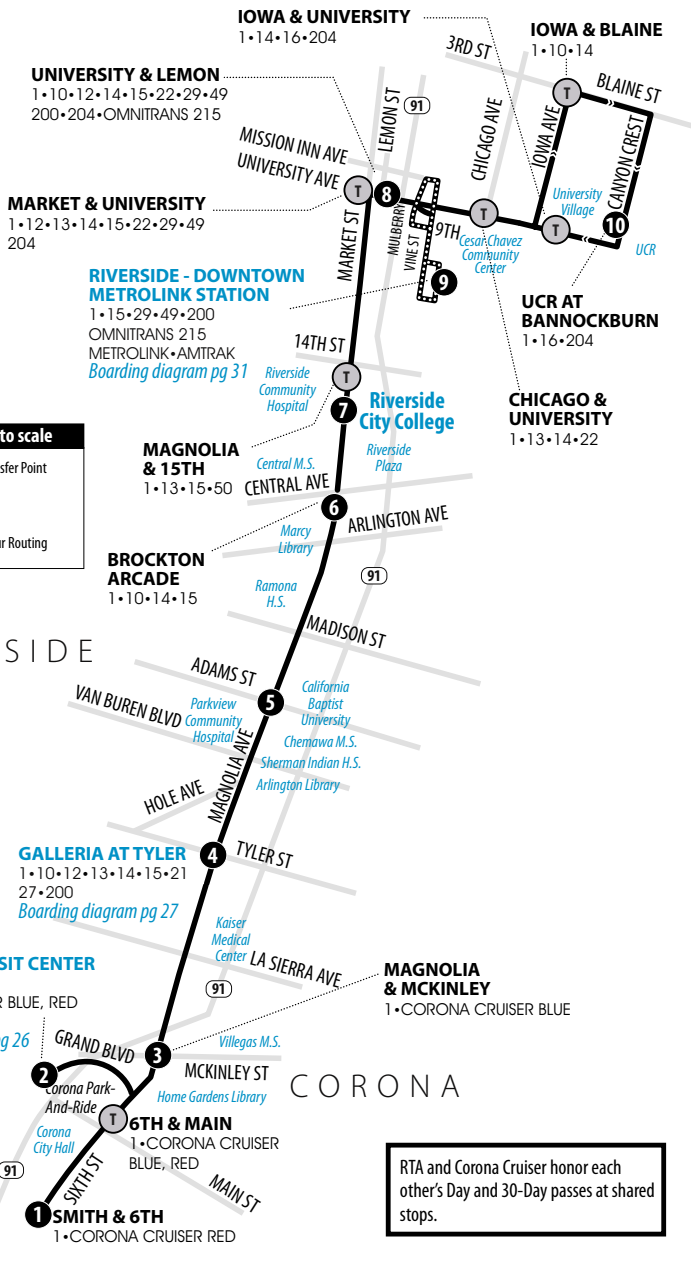 IOWA & UNIVERSITY
1•14•16•204
IOWA & BLAINE
1•10•14
3RD ST
BLAINE ST
UNIVERSITY & LEMON
1•10•12•14•15•22•29•49
200•204•OMNITRANS 215
LEMON ST
91
CHICAGO AVE
IOWA AVE
CANYON CREST
MISSION INN AVE
UNIVERSITY AVE
T
T
8
T
T
10
University
Village
UCR
MARKET & UNIVERSITY
1•12•13•14•15•22•29•49
204
MARKET ST
MULBERRY
VINE ST
9TH
Cesar Chavez
Community
Center
9
RIVERSIDE - DOWNTOWN
METROLINK STATION
1•15•29•49•200
OMNITRANS 215
METROLINK•AMTRAK
Boarding diagram pg 31
UCR AT
BANNOCKBURN
1•16•204
14TH ST
T
Riverside
Community
Hospital
7
Riverside
City College
CHICAGO &
UNIVERSITY
1•13•14•22
to scale
sfer Point
r Routing
MAGNOLIA
& 15TH
1•13•15•50
Central M.S.
Riverside
Plaza
CENTRAL AVE
6
ARLINGTON AVE
Marcy
Library
BROCKTON
ARCADE
1•10•14•15
91
Ramona
H.S.
MADISON ST
SIDE
ADAMS ST
5
California
Baptist
University
VAN BUREN BLVD
Parkview
Community
Hospital
Chemawa M.S.
Sherman Indian H.S.
Arlington Library
MAGNOLIA AVE
HOLE AVE
GALLERIA AT TYLER
1•10•12•13•14•15•21
27•200
Boarding diagram pg 27
4
TYLER ST
Kaiser
Medical
Center
LA SIERRA AVE
SIT CENTER
R BLUE, RED
g 26
91
MAGNOLIA
& MCKINLEY
1•CORONA CRUISER BLUE
GRAND BLVD
3
Villegas M.S.
2
MCKINLEY ST
CORONA
Corona Park-
And-Ride
Home Gardens Library
T
6TH & MAIN
1•CORONA CRUISER
BLUE, RED
Corona
City Hall
91
SIXTH ST
MAIN ST
1
SMITH & 6TH
1•CORONA CRUISER RED
RTA and Corona Cruiser honor each
other's Day and 30-Day passes at shared
stops.